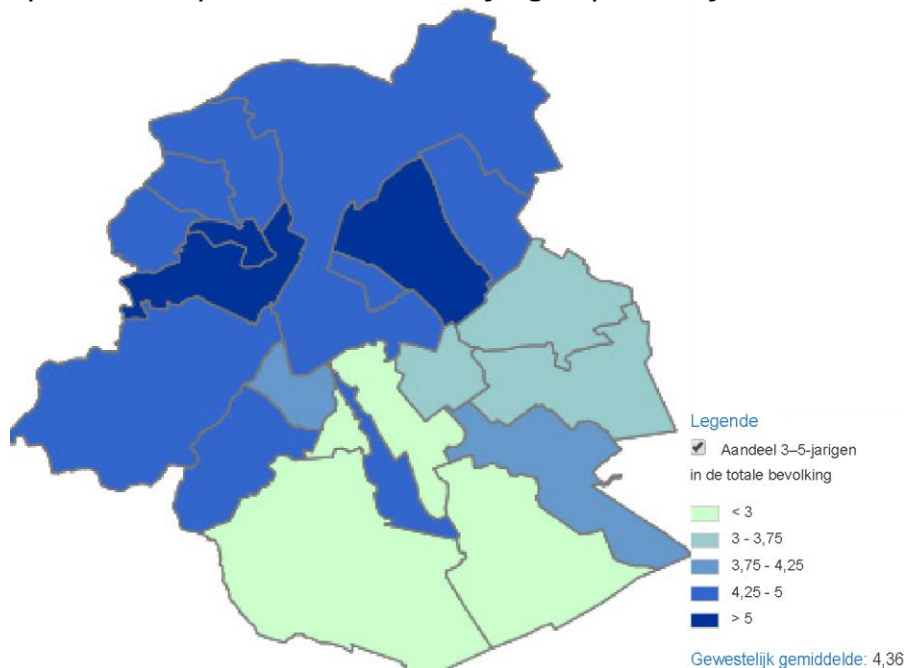 Legende
Aandeel 3–5-jarigen
in de totale bevolking
< 3
3 - 3,75
3,75 - 4,25
4,25 - 5
> 5
Gewestelijk gemiddelde: 4,36